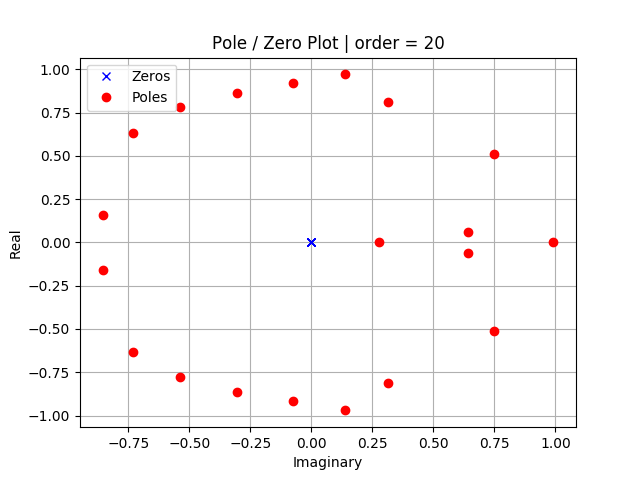 Pole / Zero Plot | order = 20
Zeros
Poles
1.00
0.75
0.50
0.25
0.00
−0.25
−0.50
−0.75
−1.00
Real
−0.75 −0.50 −0.25 0.00 0.25 0.50 0.75 1.00
Imaginary